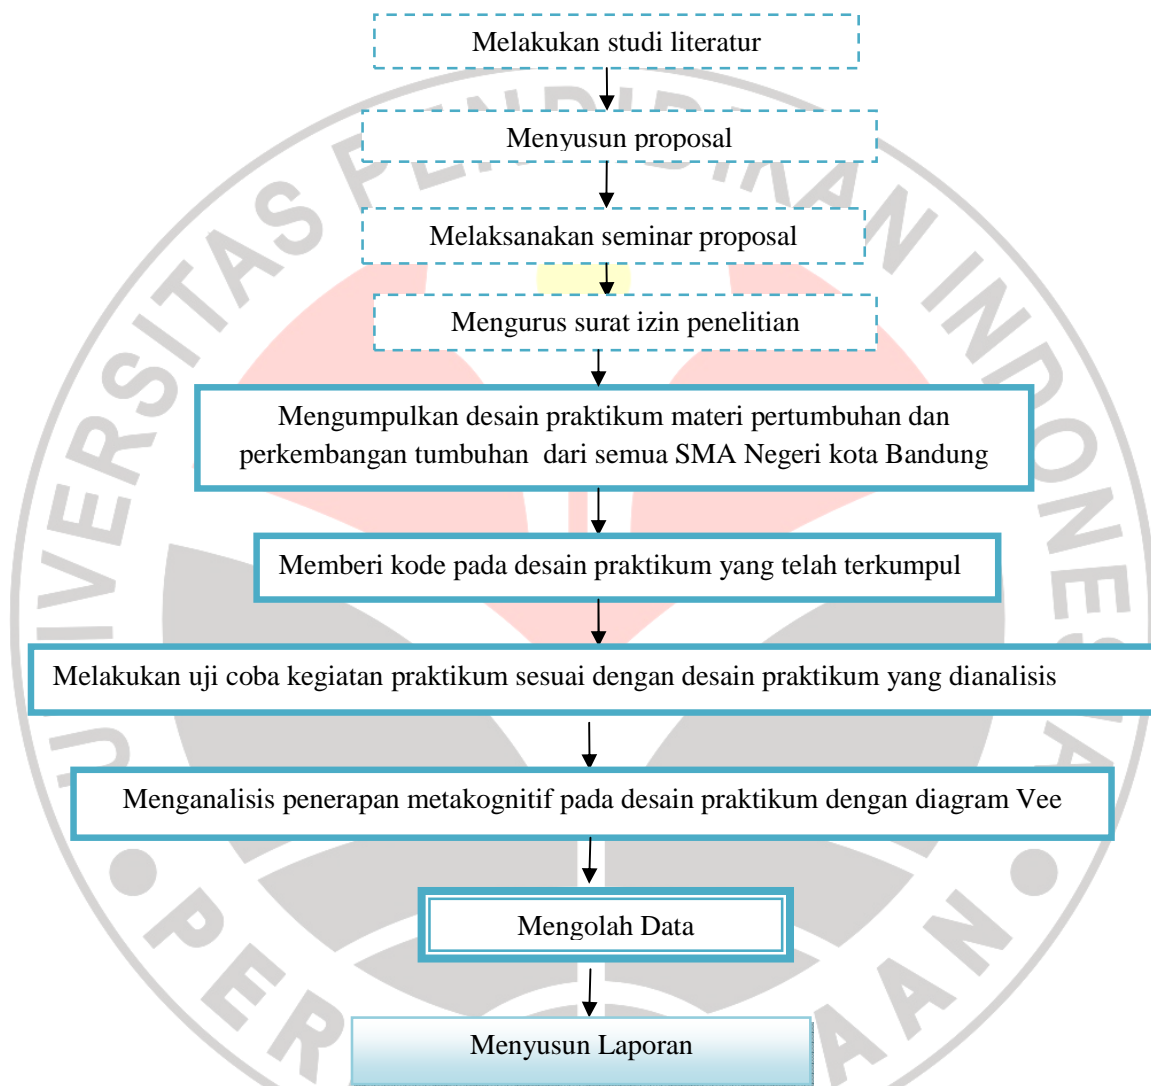 Melakukan studi literatur
Menyusun proposal
Melaksanakan seminar proposal
Mengurus surat izin penelitian
Mengumpulkan desain praktikum materi pertumbuhan dan
perkembangan tumbuhan dari semua SMA Negeri kota Bandung
Memberi kode pada desain praktikum yang telah terkumpul
Melakukan uji coba kegiatan praktikum sesuai dengan desain praktikum yang dianalisis
Menganalisis penerapan metakognitif pada desain praktikum dengan diagram Vee
Mengolah Data
Menyusun Laporan
UNIVERSITAS PENDIDIKAN INDONESIA